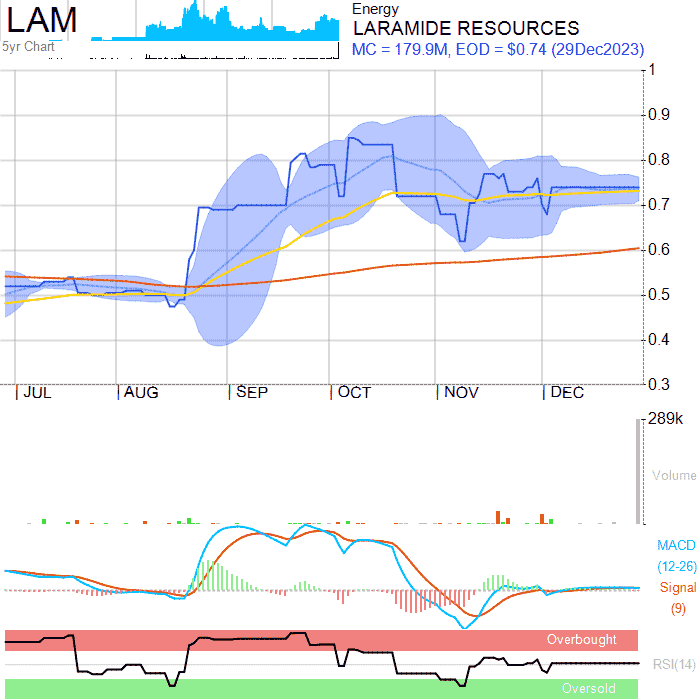 LAM
5yr Chart
Energy
LARAMIDE RESOURCES
MC = 179.9M, EOD = $0.74 (29Dec2023)
1
0.9
0.8
0.7
0.6
0.5
0.4
0.3
JUL AUG SEP OCT NOV DEC
289k
Volume
MACD
(12-26)
Signal
(9)
Overbought
RSI(14)
Oversold